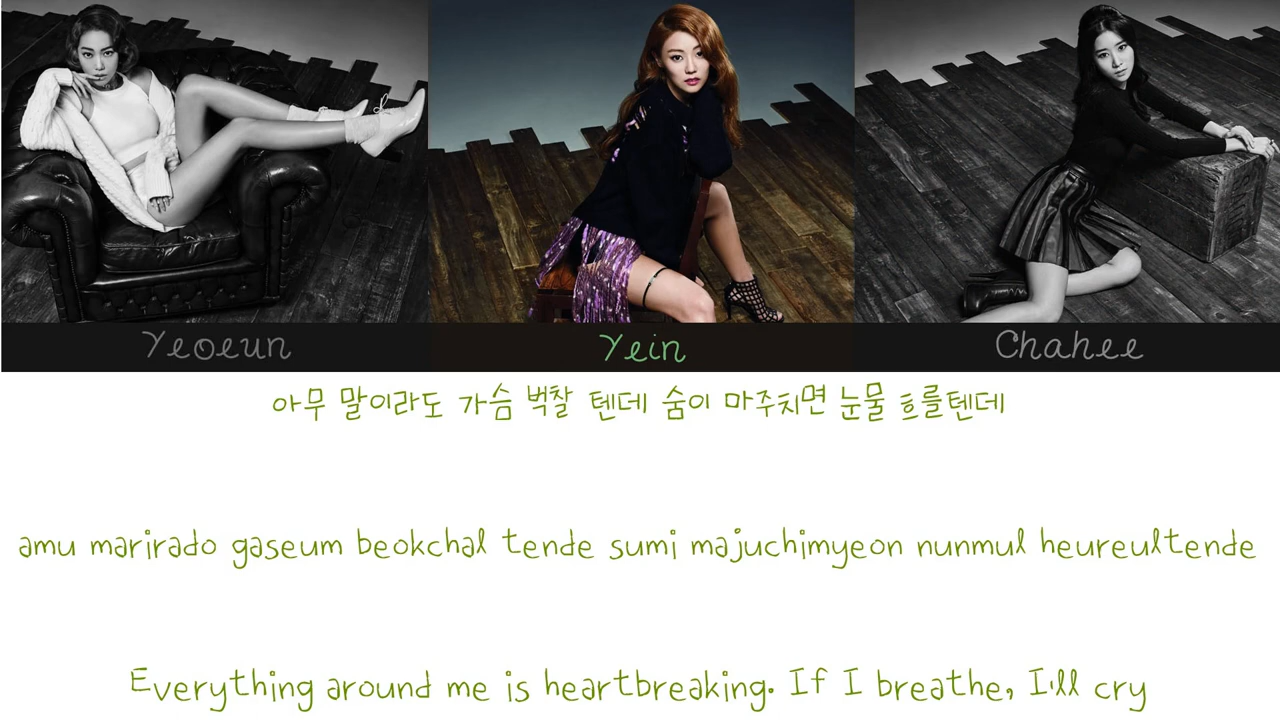 Yeoeun
Yein
Chahee
아무 말이라도 가슴 벅찰 텐데 숨이 마주치면 눈물 흐를텐데
amu marirado gaseum beokchal tende sumi majuchimyeon nunmul heureultende
Everything around me is heartbreaking. If I breathe, I'll cry